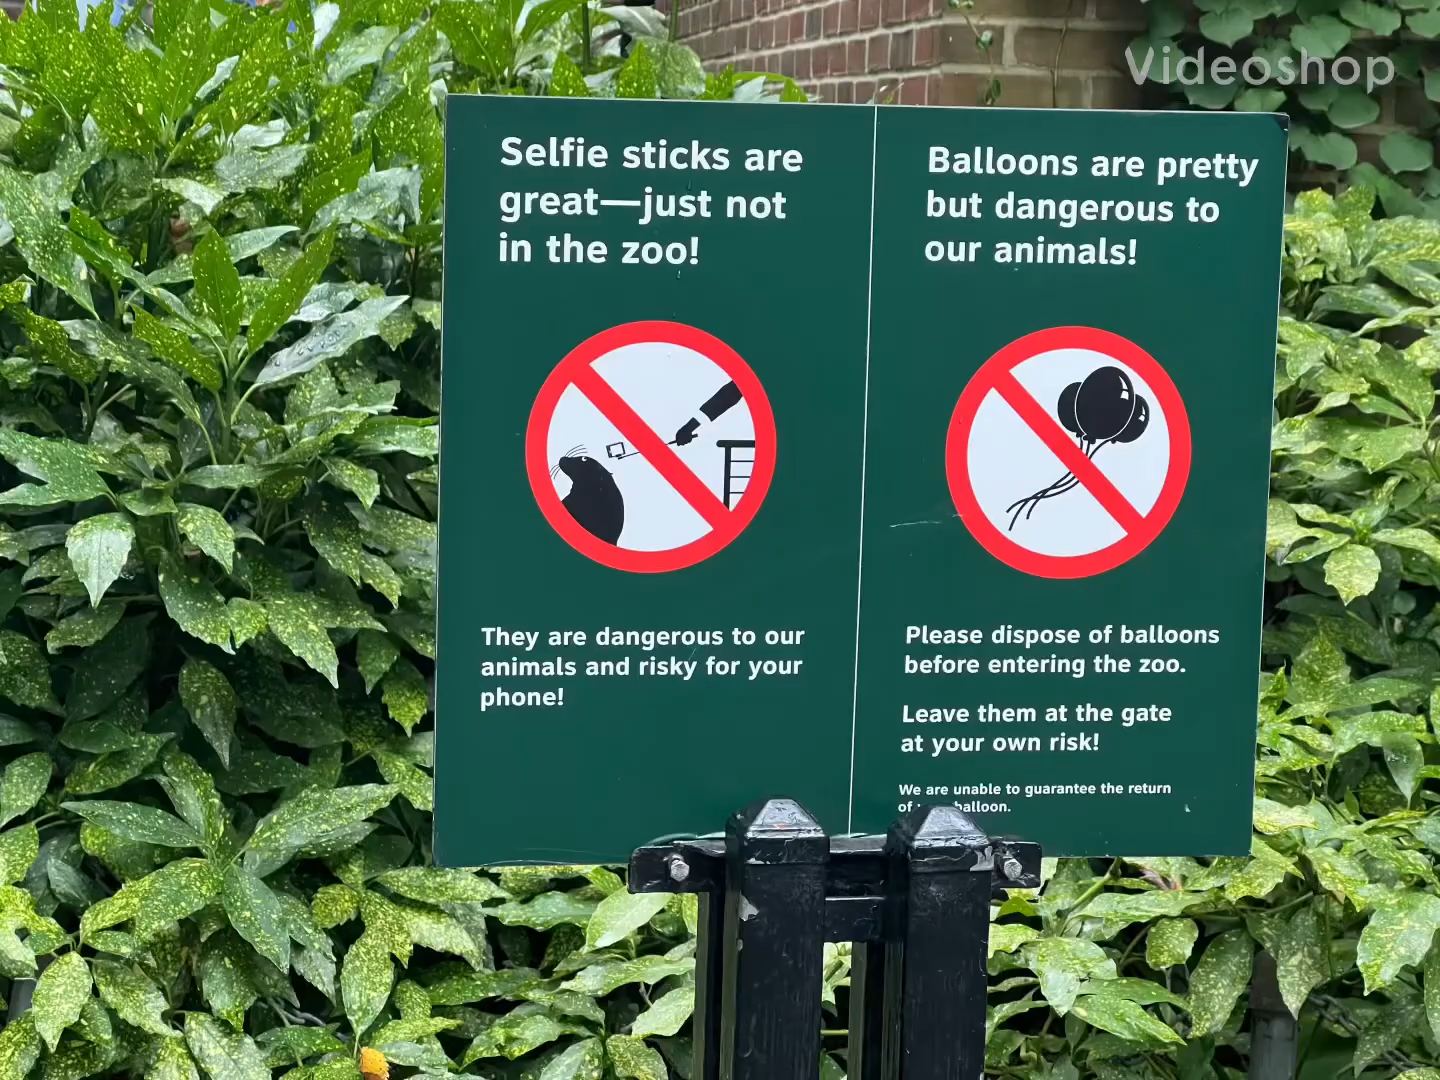 Videoshop
Selfie sticks are
great—just not
in the zoo!
They are dangerous to our
animals and risky for your
phone!
Balloons are pretty
but dangerous to
our animals!
Please dispose of balloons
before entering the zoo.
Leave them at the gate
at your own risk!
We are unable to guarantee the return
of balloon.